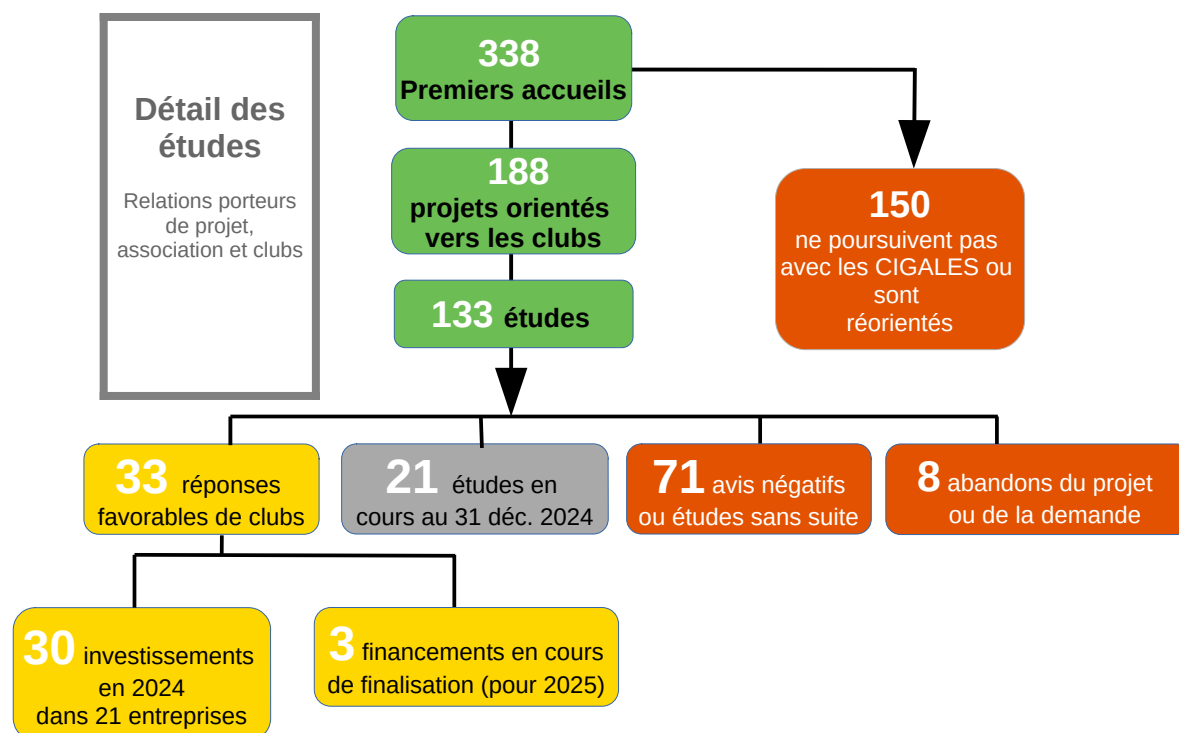 Détail des
études
Relations porteurs
de projet,
association et clubs
338
Premiers accueils
188
projets orientés
vers les clubs
133 études
150
ne poursuivent pas
avec les CIGALES ou
sont
réorientés
33 réponses
favorables de clubs
21 études en
cours au 31 déc. 2024
71 avis négatifs
ou études sans suite
8 abandons du projet
ou de la demande
30 investissements
en 2024
dans 21 entreprises
3 financements en cours
de finalisation (pour 2025)